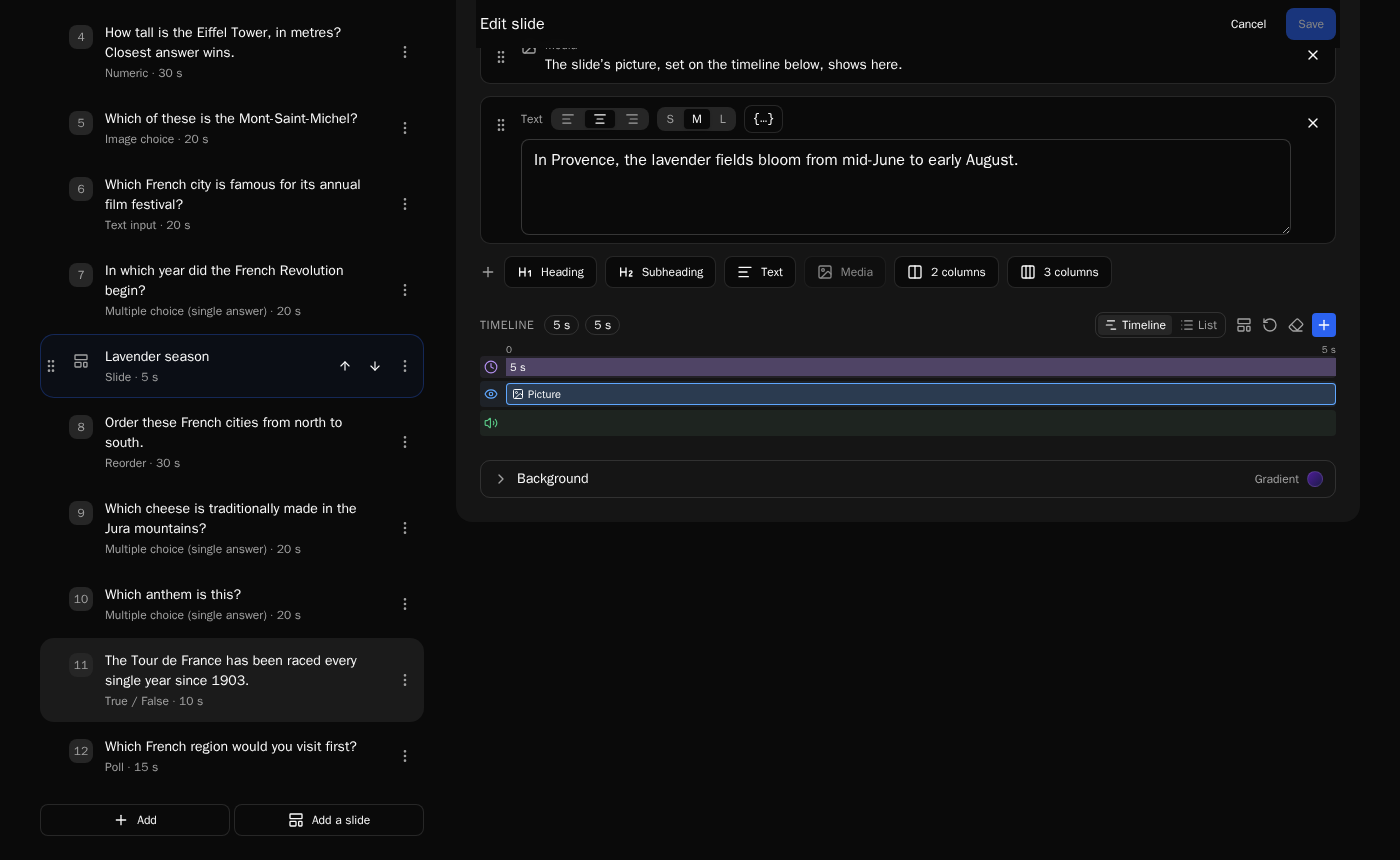 4
How tall is the Eiffel Tower, in metres?
Closest answer wins.
Numeric · 30 s
5
Which of these is the Mont-Saint-Michel?
Image choice · 20 s
6
Which French city is famous for its annual
film festival?
Text input · 20 s
7
In which year did the French Revolution
begin?
Multiple choice (single answer) · 20 s
Lavender season
Slide · 5 s
8
Order these French cities from north to
south.
Reorder · 30 s
9
Which cheese is traditionally made in the
Jura mountains?
Multiple choice (single answer) · 20 s
10
Which anthem is this?
Multiple choice (single answer) · 20 s
11
The Tour de France has been raced every
single year since 1903.
True / False · 10 s
12
Which French region would you visit first?
Poll · 15 s
Add
Add a slide
Edit slide
Cancel
Save
Media
The slide’s picture, set on the timeline below, shows here.
Text
S M L
{…}
In Provence, the lavender fields bloom from mid-June to early August.
H1 Heading
H2 Subheading
Text
Media
2 columns
3 columns
TIMELINE
5 s
5 s
Timeline
List
0
5 s
5 s
Picture
Background
Gradient